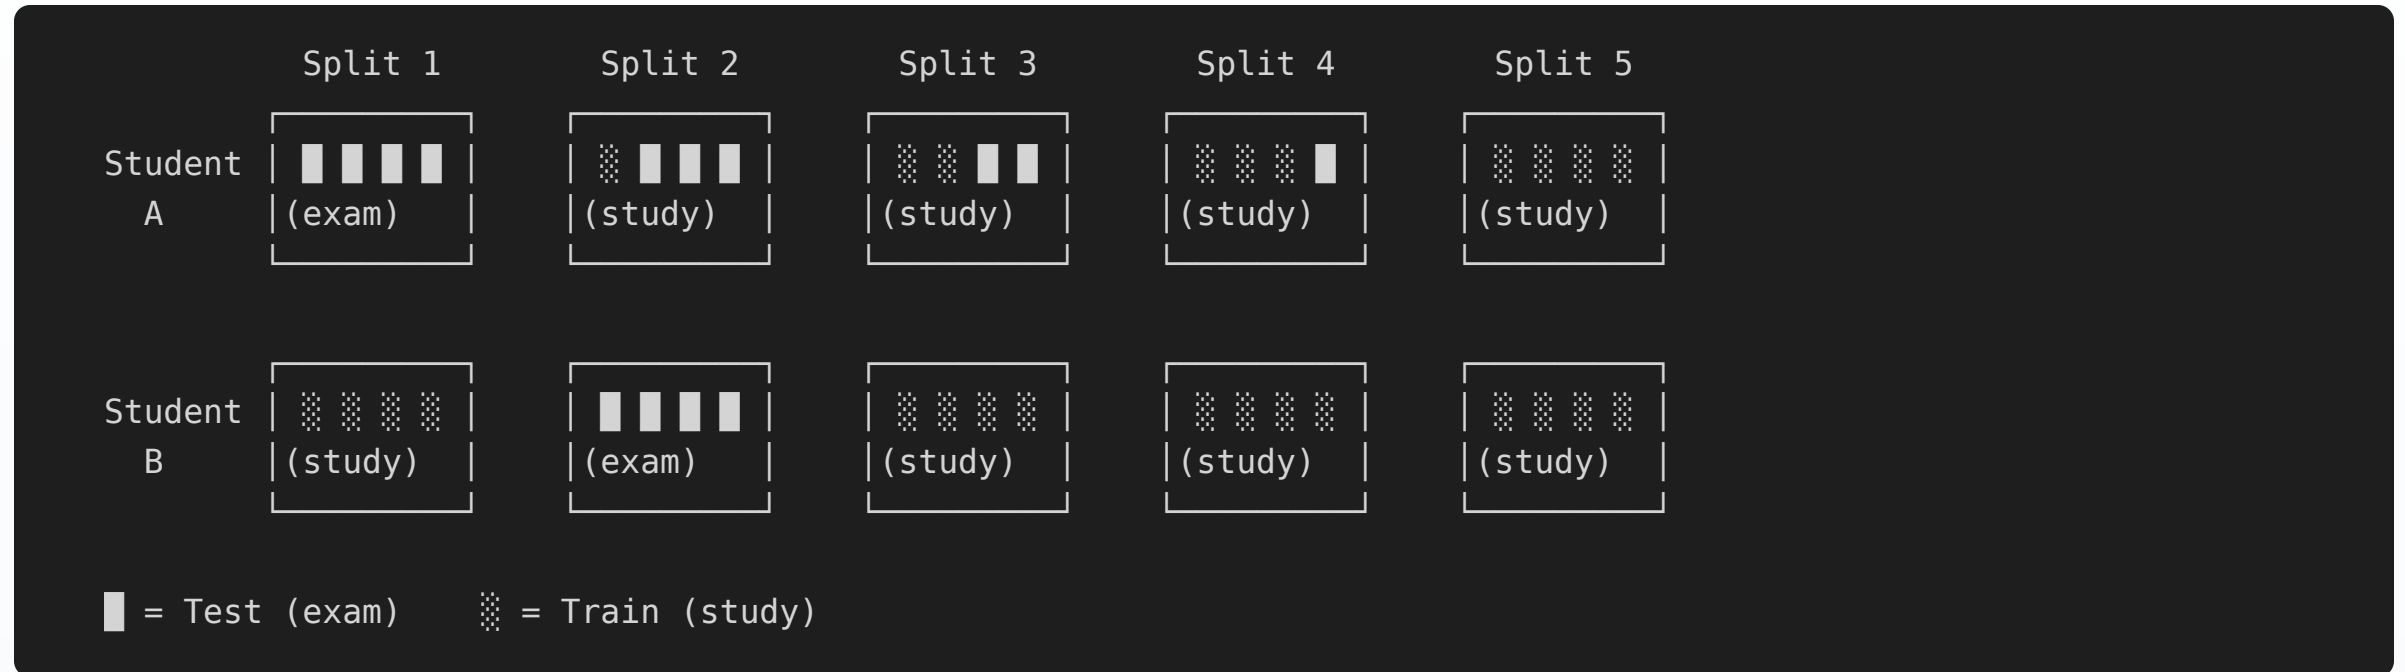 Split 1 Split 2 Split 3 Split 4 Split 5
Student █ █ █ █ ░ █ █ █ ░ ░ █ █ ░ ░ ░ █ ░ ░ ░ ░
A (exam) (study) (study) (study) (study)
Student ░ ░ ░ ░ █ █ █ █ ░ ░ ░ ░ ░ ░ ░ ░ ░ ░ ░ ░
B (study) (exam) (study) (study) (study)
█ = Test (exam) ░ = Train (study)